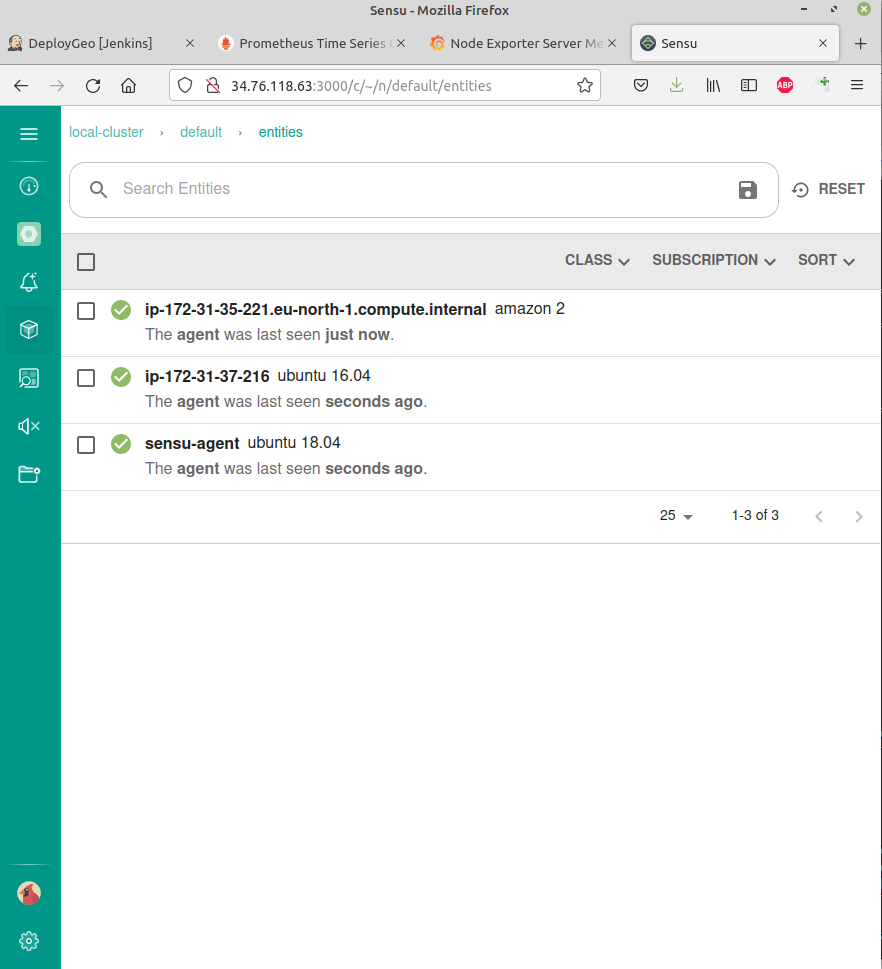 Sensu - Mozilla Firefox
DeployGeo [Jenkins]
Prometheus Time Series
Node Exporter Server Me
Sensu
34.76.118.63:3000/c/~/n/default/entities
ABP
local-cluster › default › entities
Search Entities
RESET
CLASS SUBSCRIPTION SORT
ip-172-31-35-221.eu-north-1.compute.internal amazon 2
The agent was last seen just now.
ip-172-31-37-216 ubuntu 16.04
The agent was last seen seconds ago.
sensu-agent ubuntu 18.04
The agent was last seen seconds ago.
25 1-3 of 3